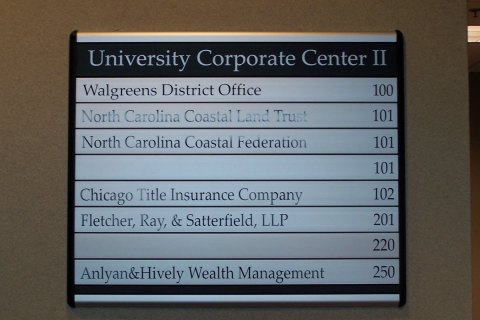 University Corporate Center II
Walgreens District Office 100
North Carolina Coastal Land Trust 101
North Carolina Coastal Federation 101
101
Chicago Title Insurance Company 102
Fletcher, Ray, & Satterfield, LLP 201
220
Anlyan&Hively Wealth Management 250